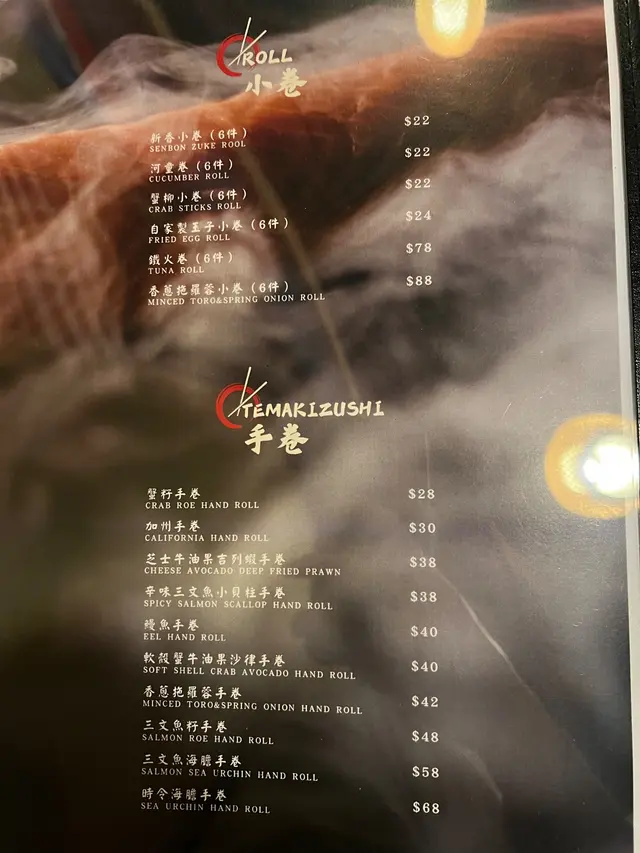 ROLL
小卷
新香小卷（6件） $22
SENBON ZUKE ROOL
河童卷（6件） $22
CUCUMBER ROLL
蟹柳小卷（6件） $22
CRAB STICKS ROLL
自家製玉子小卷（6件） $24
FRIED EGG ROLL
鐵火卷（6件） $78
TUNA ROLL
香蔥拖羅蓉小卷（6件） $88
MINCED TORO&SPRING ONION ROLL
TEMAKIZUSHI
手卷
蟹籽手卷 $28
CRAB ROE HAND ROLL
加州手卷 $30
CALIFORNIA HAND ROLL
芝士牛油果吉列蝦手卷 $38
CHEESE AVOCADO DEEP FRIED PRAWN
辛味三文魚小貝柱手卷 $38
SPICY SALMON SCALLOP HAND ROLL
鰻魚手卷 $40
EEL HAND ROLL
軟殼蟹牛油果沙律手卷 $40
SOFT SHELL CRAB AVOCADO HAND ROLL
香蔥拖羅蓉手卷 $42
MINCED TORO&SPRING ONION HAND ROLL
三文魚籽手卷 $48
SALMON ROE HAND ROLL
三文魚海膽手卷 $58
SALMON SEA URCHIN HAND ROLL
時令海膽手卷 $68
SEA URCHIN HAND ROLL